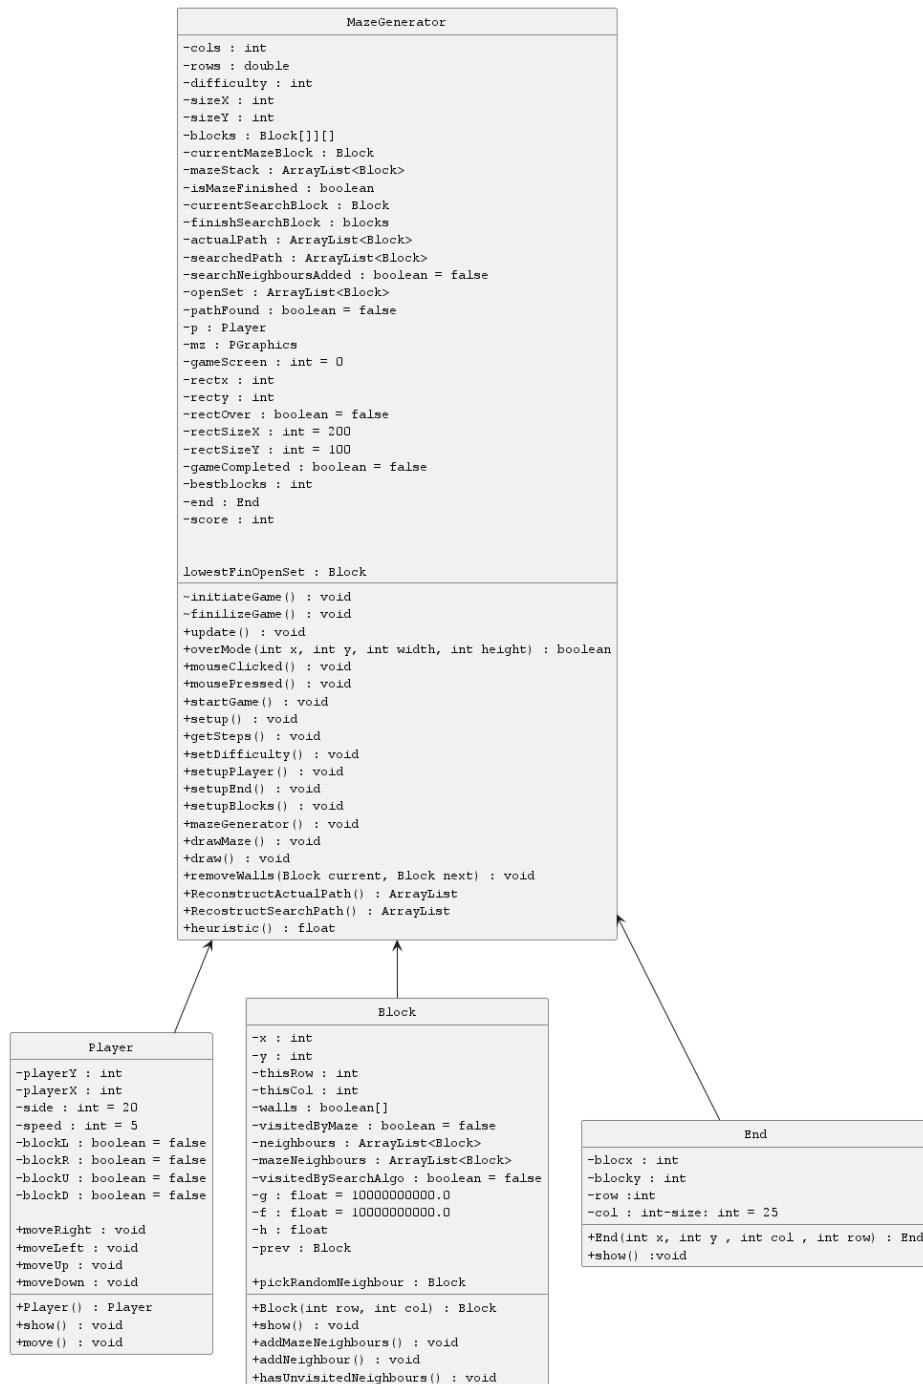 MazeGenerator
-cols : int
-rows : double
-difficulty : int
-sizeX : int
-sizeY : int
-blocks : Block[]][]
-currentMazeBlock : Block
-mazeStack : ArrayList<Block>
-isMazeFinished : boolean
-currentSearchBlock : Block
-finishSearchBlock : blocks
-actualPath : ArrayList<Block>
-searchedPath : ArrayList<Block>
-searchNeighboursAdded : boolean = false
-openSet : ArrayList<Block>
-pathFound : boolean = false
-p : Player
-mz : PGraphics
-gameScreen : int = 0
-rectx : int
-recty : int
-rectOver : boolean = false
-rectSizeX : int = 200
-rectSizeY : int = 100
-gameCompleted : boolean = false
-bestblocks : int
-end : End
-score : int
lowestFinOpenSet : Block
~initiateGame() : void
~finilizeGame() : void
+update() : void
+overMode(int x, int y, int width, int height) : boolean
+mouseClicked() : void
+mousePressed() : void
+startGame() : void
+setup() : void
+getSteps() : void
+setDifficulty() : void
+setupPlayer() : void
+setupEnd() : void
+setupBlocks() : void
+mazeGenerator() : void
+drawMaze() : void
+draw() : void
+removeWalls(Block current, Block next) : void
+ReconstructActualPath() : ArrayList
+RecostructSearchPath() : ArrayList
+heuristic() : float
Player
-playerY : int
-playerX : int
-side : int = 20
-speed : int = 5
-blockL : boolean = false
-blockR : boolean = false
-blockU : boolean = false
-blockD : boolean = false
+moveRight : void
+moveLeft : void
+moveUp : void
+moveDown : void
+Player() : Player
+show() : void
+move() : void
Block
-x : int
-y : int
-thisRow : int
-thisCol : int
-walls : boolean[]
-visitedByMaze : boolean = false
-neighbours : ArrayList<Block>
-mazeNeighbours : ArrayList<Block>
-visitedBySearchAlgo : boolean = false
-g : float = 10000000000.0
-f : float = 10000000000.0
-h : float
-prev : Block
+pickRandomNeighbour : Block
+Block(int row, int col) : Block
+show() : void
+addMazeNeighbours() : void
+addNeighbour() : void
+hasUnvisitedNeighbours() : void
End
-blocx : int
-blocky : int
-row :int
-col : int-size: int = 25
+End(int x, int y , int col , int row) : End
+show() :void